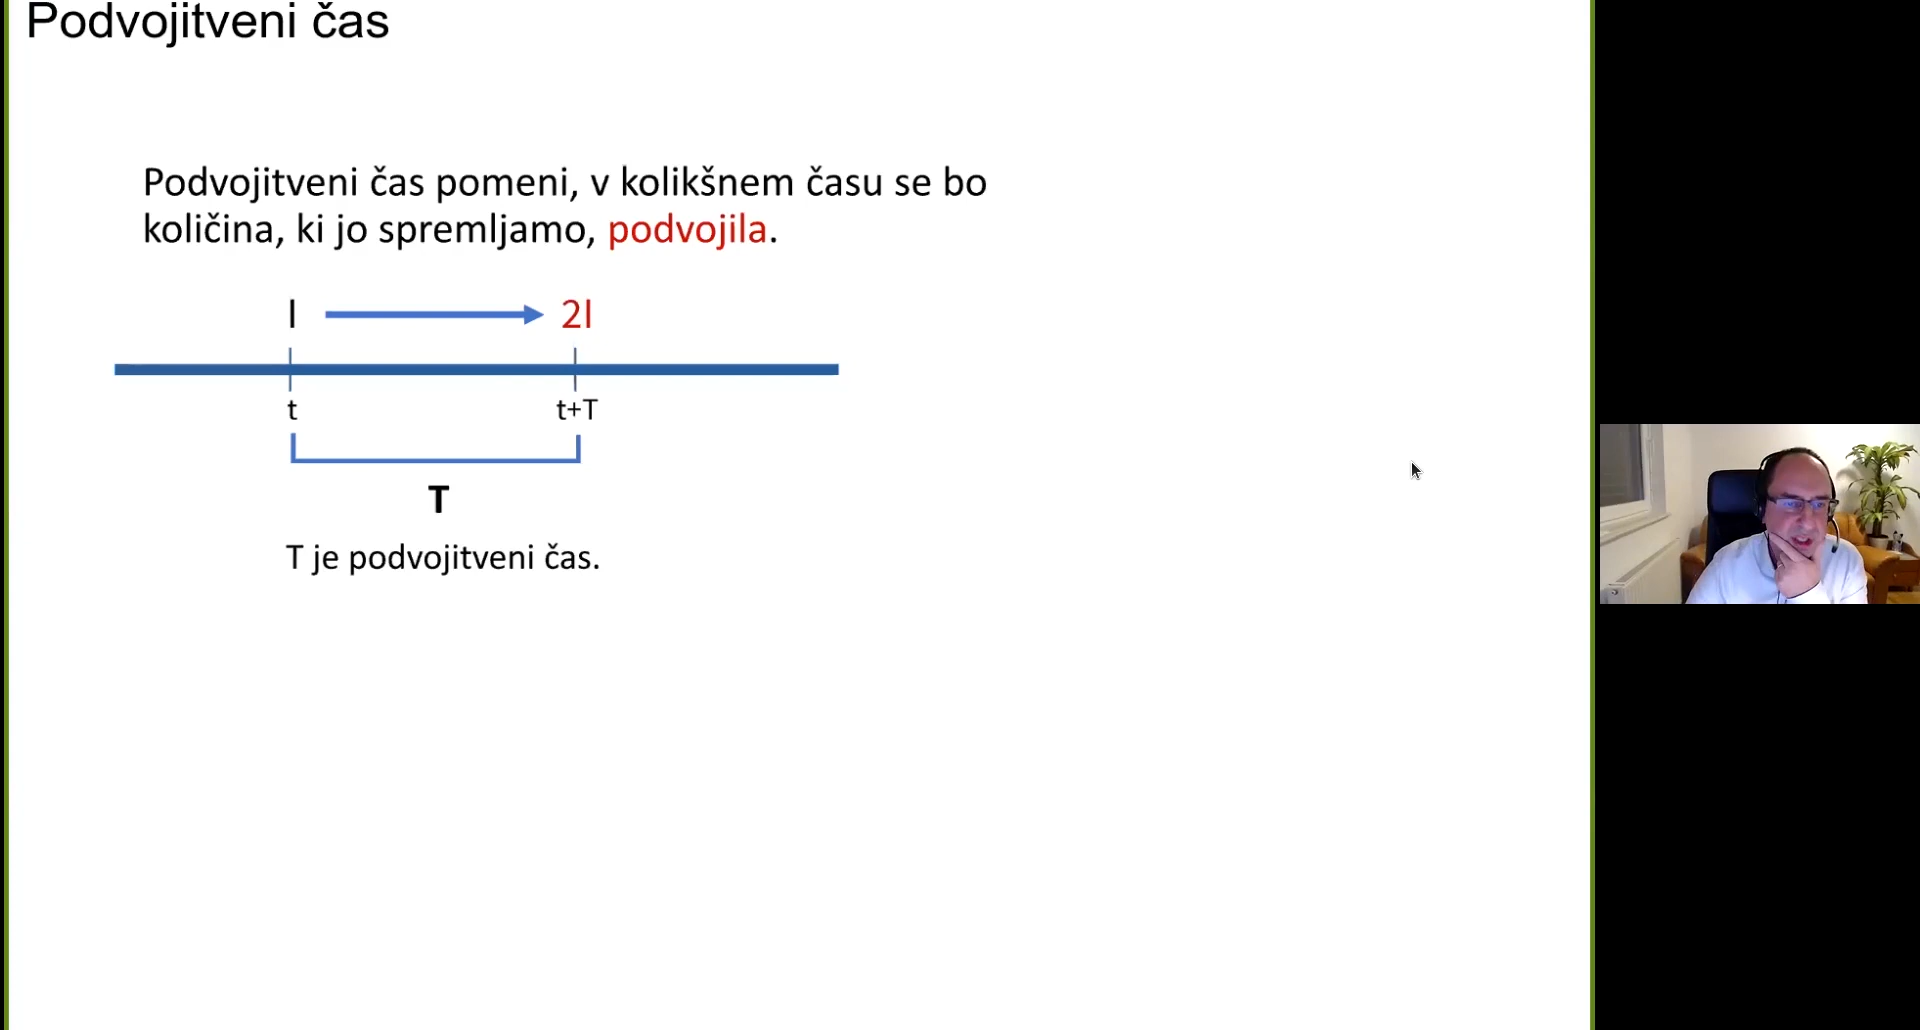 Podvojitveni čas
Podvojitveni čas pomeni, v kolikšnem času se bo
količina, ki jo spremljamo, podvojila.
I 2I
t t+T
T
T je podvojitveni čas.